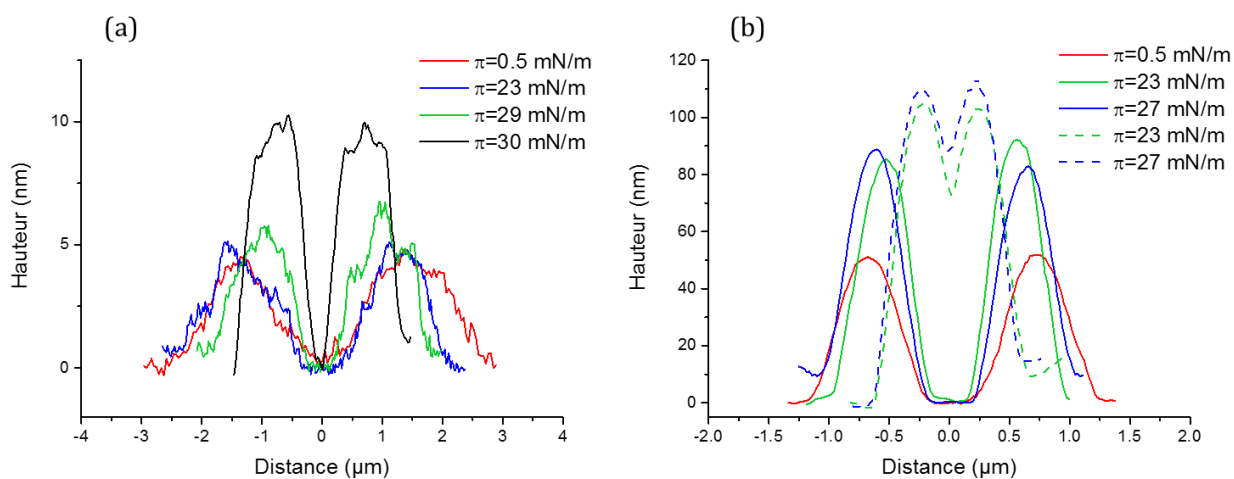 (a)
π=0.5 mN/m
π=23 mN/m
π=29 mN/m
π=30 mN/m
Hauteur (nm)
10
5
0
-4 -3 -2 -1 0 1 2 3 4
Distance (µm)
(b)
π=0.5 mN/m
π=23 mN/m
π=27 mN/m
π=23 mN/m
π=27 mN/m
Hauteur (nm)
120
100
80
60
40
20
0
-2.0 -1.5 -1.0 -0.5 0.0 0.5 1.0 1.5 2.0
Distance (µm)